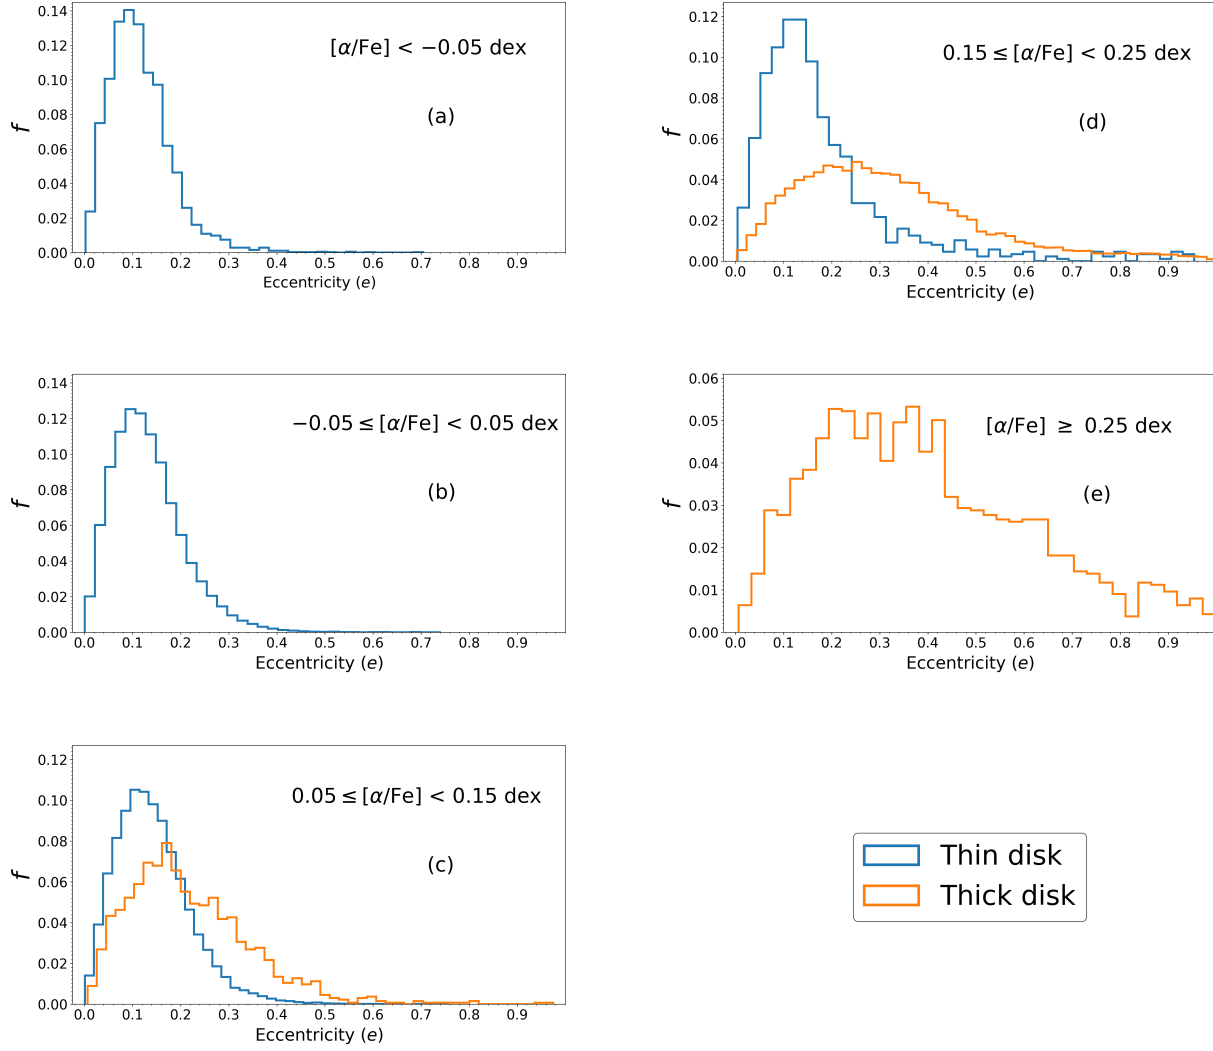 0.14
0.12
0.10
0.08
0.06
0.04
0.02
0.00
f
[α/Fe] < −0.05 dex
(a)
0.0 0.1 0.2 0.3 0.4 0.5 0.6 0.7 0.8 0.9
Eccentricity (e)
0.12
0.10
0.08
0.06
0.04
0.02
0.00
f
0.15 ≤ [α/Fe] < 0.25 dex
(d)
0.0 0.1 0.2 0.3 0.4 0.5 0.6 0.7 0.8 0.9
Eccentricity (e)
0.14
0.12
0.10
0.08
0.06
0.04
0.02
0.00
f
−0.05 ≤ [α/Fe] < 0.05 dex
(b)
0.0 0.1 0.2 0.3 0.4 0.5 0.6 0.7 0.8 0.9
Eccentricity (e)
0.06
0.05
0.04
0.03
0.02
0.01
0.00
f
[α/Fe] ≥ 0.25 dex
(e)
0.0 0.1 0.2 0.3 0.4 0.5 0.6 0.7 0.8 0.9
Eccentricity (e)
0.12
0.10
0.08
0.06
0.04
0.02
0.00
f
0.05 ≤ [α/Fe] < 0.15 dex
(c)
0.0 0.1 0.2 0.3 0.4 0.5 0.6 0.7 0.8 0.9
Eccentricity (e)
Thin disk
Thick disk